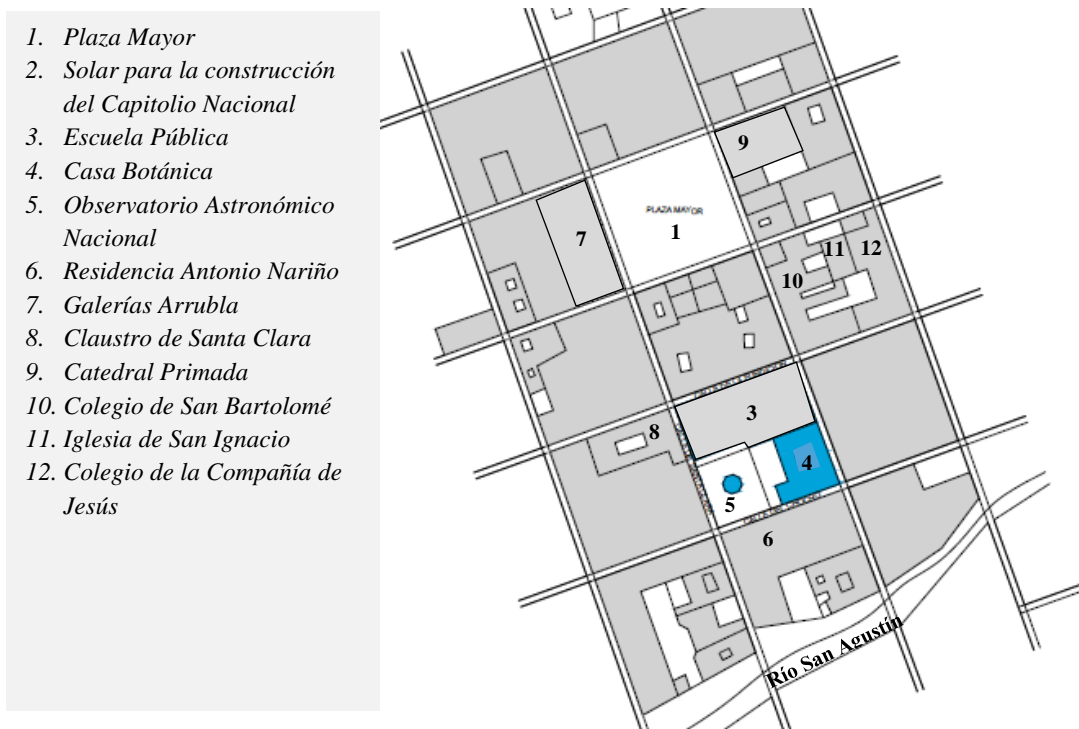 1. Plaza Mayor
2. Solar para la construcción
del Capitolio Nacional
3. Escuela Pública
4. Casa Botánica
5. Observatorio Astronómico
Nacional
6. Residencia Antonio Nariño
7. Galerías Arrubla
8. Claustro de Santa Clara
9. Catedral Primada
10. Colegio de San Bartolomé
11. Iglesia de San Ignacio
12. Colegio de la Compañía de
Jesús
9
PLAZA MAYOR
1
7
11
12
10
3
8
4
5
6
Río San Agustín